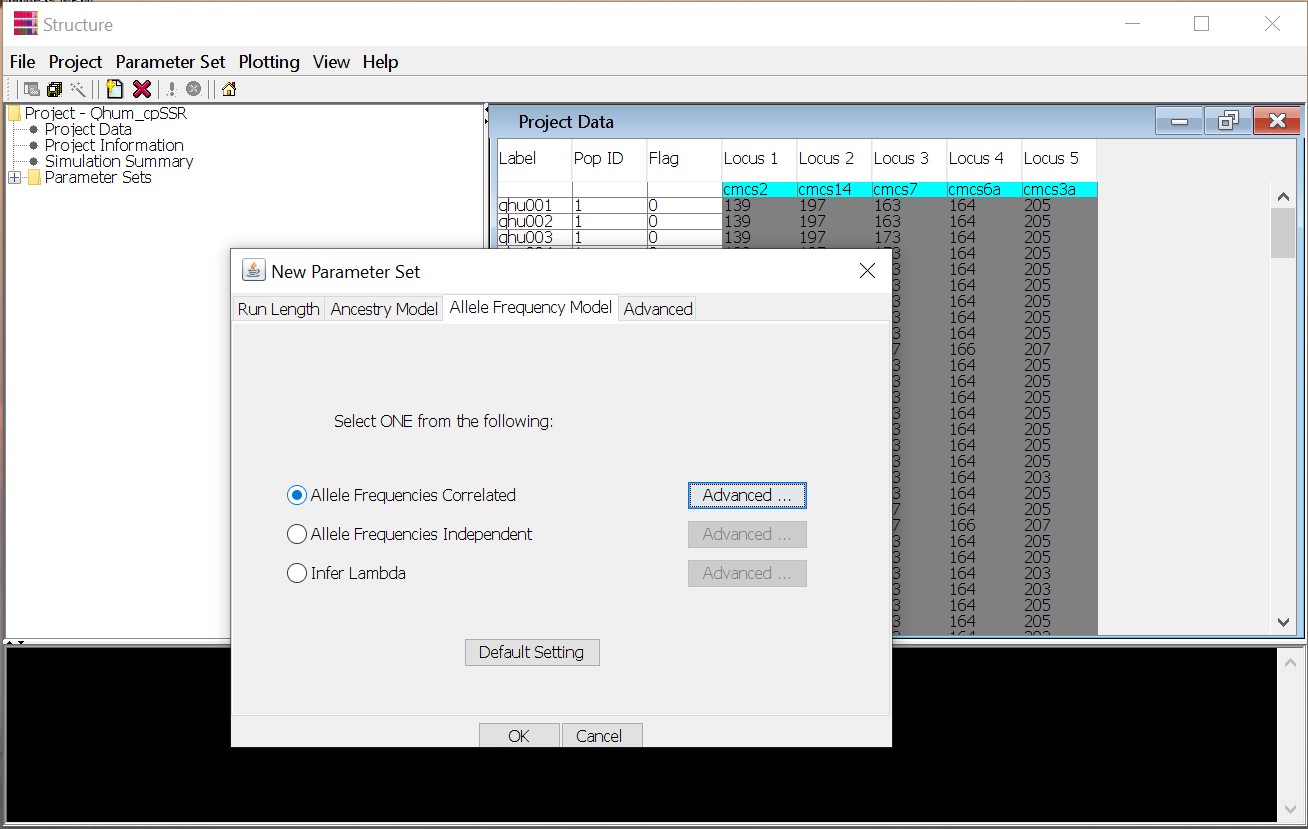 Structure
File Project Parameter Set Plotting View Help
Project - Qhum_cpSSR
Project Data
Project Information
Simulation Summary
Parameter Sets
Project Data
Label Pop ID Flag Locus 1 Locus 2 Locus 3 Locus 4 Locus 5
cmcs2 cmcs14 cmcs7 cmcs6a cmcs3a
qhu001 1 0 139 197 163 164 205
qhu002 1 0 139 197 163 164 205
qhu003 1 0 139 197 173 164 205
164 205
3 164 205
3 164 205
3 164 205
3 164 205
3 164 205
7 166 207
3 164 205
3 164 205
3 164 205
3 164 205
3 164 205
3 164 205
3 164 205
3 164 203
3 164 205
7 164 205
7 166 207
3 164 205
3 164 205
3 164 203
3 164 203
3 164 205
3 164 205
New Parameter Set
Run Length Ancestry Model Allele Frequency Model Advanced
Select ONE from the following:
Allele Frequencies Correlated Advanced ...
Allele Frequencies Independent Advanced ...
Infer Lambda Advanced ...
Default Setting
OK Cancel